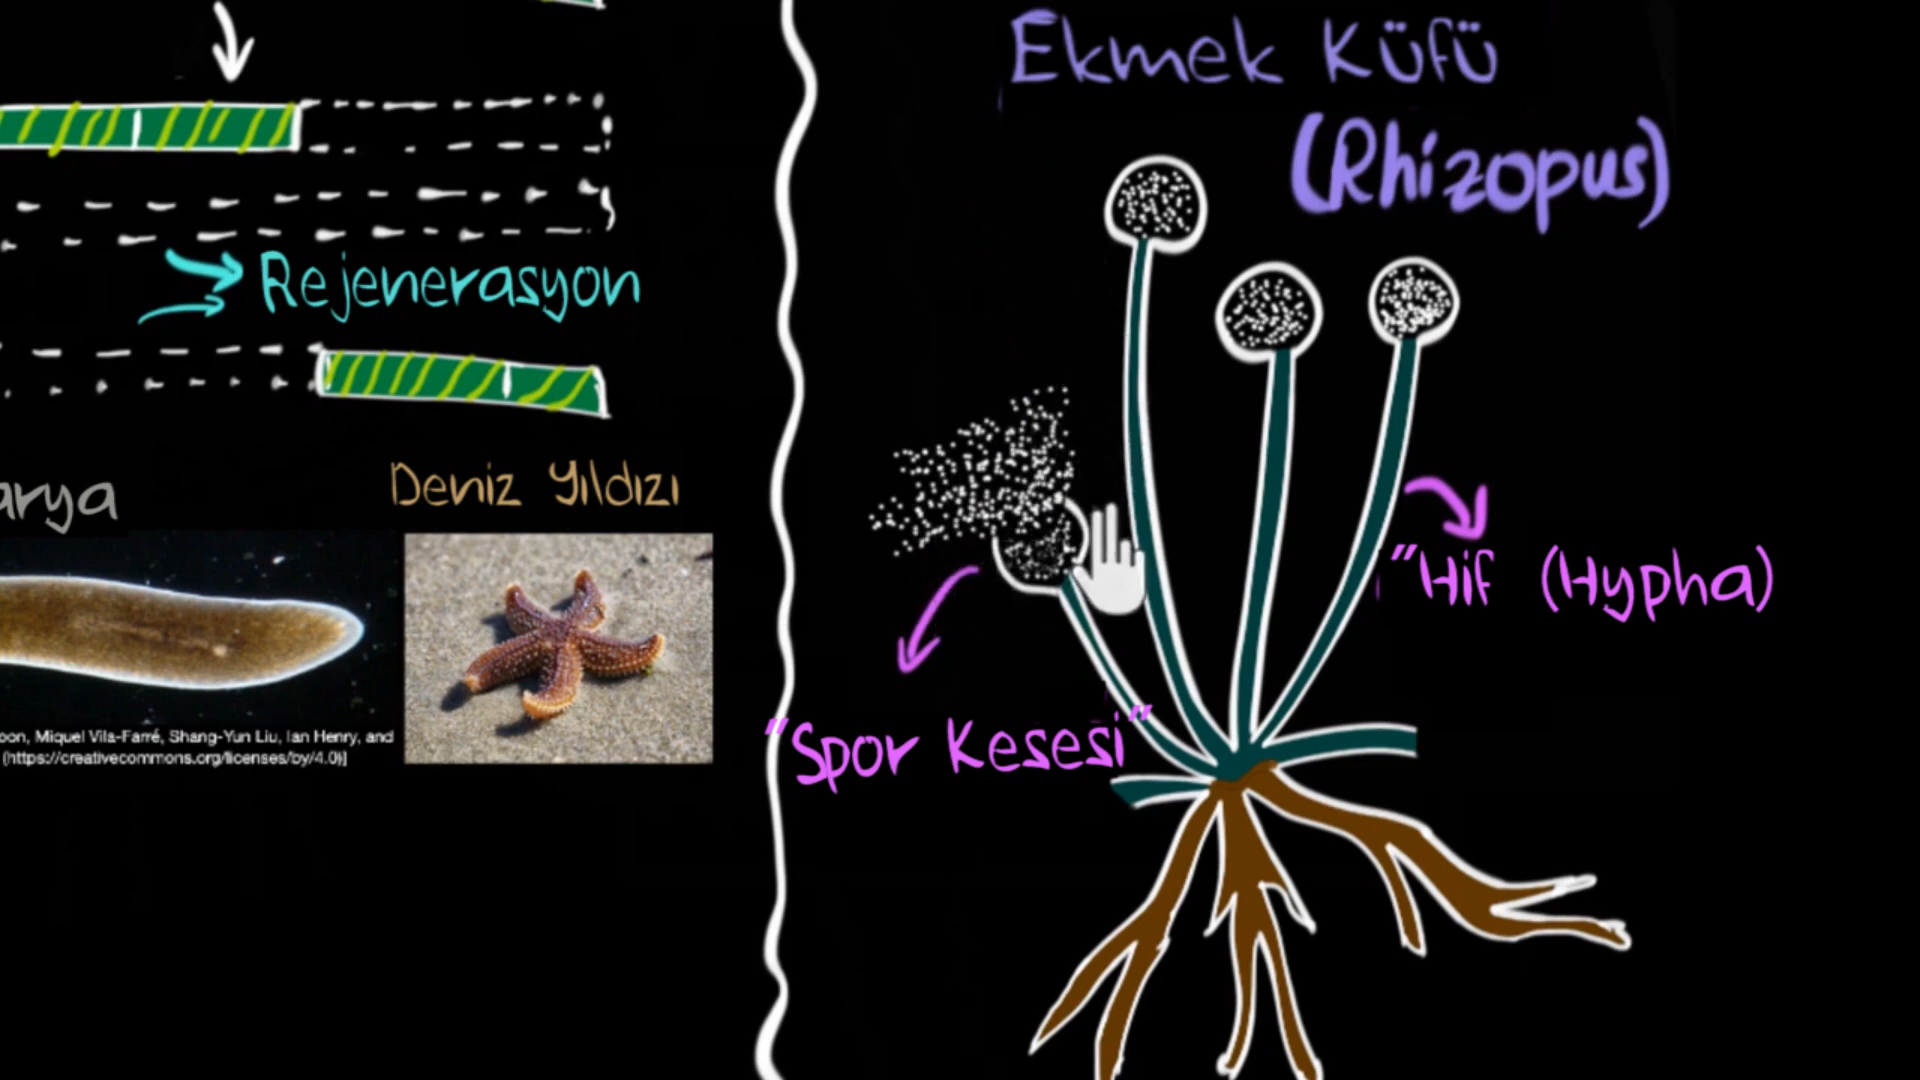 Rejenerasyon
arya
Deniz Yıldızı
oon, Miquel Vila-Farré, Shang-Yun Liu, Ian Henry, and
(https://creativecommons.org/licenses/by/4.0)]
Ekmek Küfü
(Rhizopus)
"Hif (Hypha)
"Spor Kesesi"